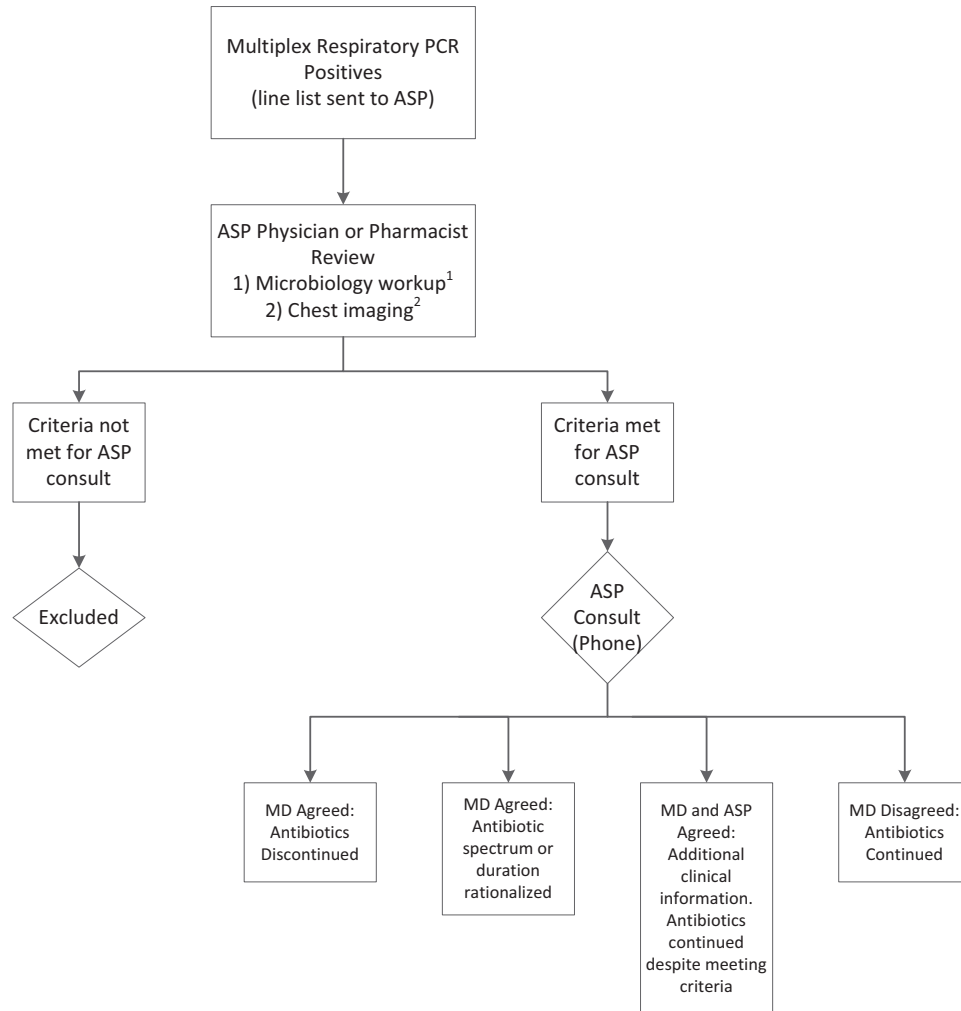 Multiplex Respiratory PCR
Positives
(line list sent to ASP)
ASP Physician or Pharmacist
Review
1) Microbiology workup1
2) Chest imaging2
Criteria not
met for ASP
consult
Criteria met
for ASP
consult
Excluded
ASP
Consult
(Phone)
MD Agreed:
Antibiotics
Discontinued
MD Agreed:
Antibiotic
spectrum or
duration
rationalized
MD and ASP
Agreed:
Additional
clinical
information.
Antibiotics
continued
despite meeting
criteria
MD Disagreed:
Antibiotics
Continued